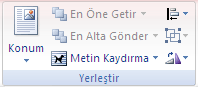 Konum
En Öne Getir
En Alta Gönder
Metin Kaydırma
Yerleştir